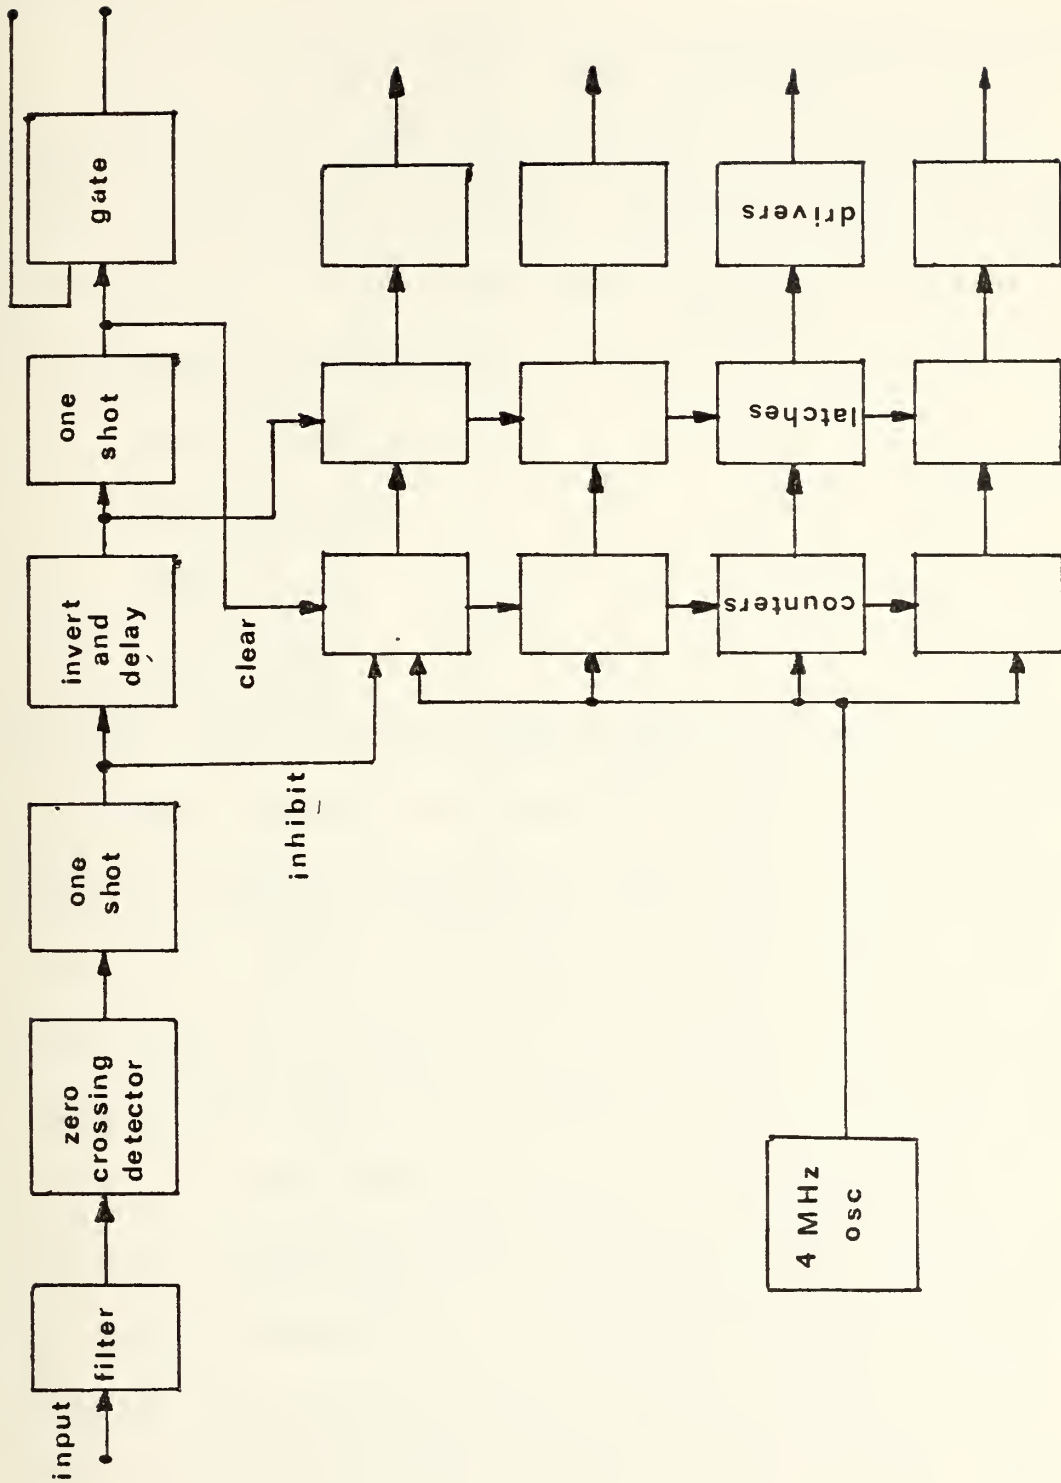 input
filter
zero
crossing
detector
one
shot
invert
and
delay
one
shot
gate
inhibit
clear
counters
latches
drivers
4 MHz
osc